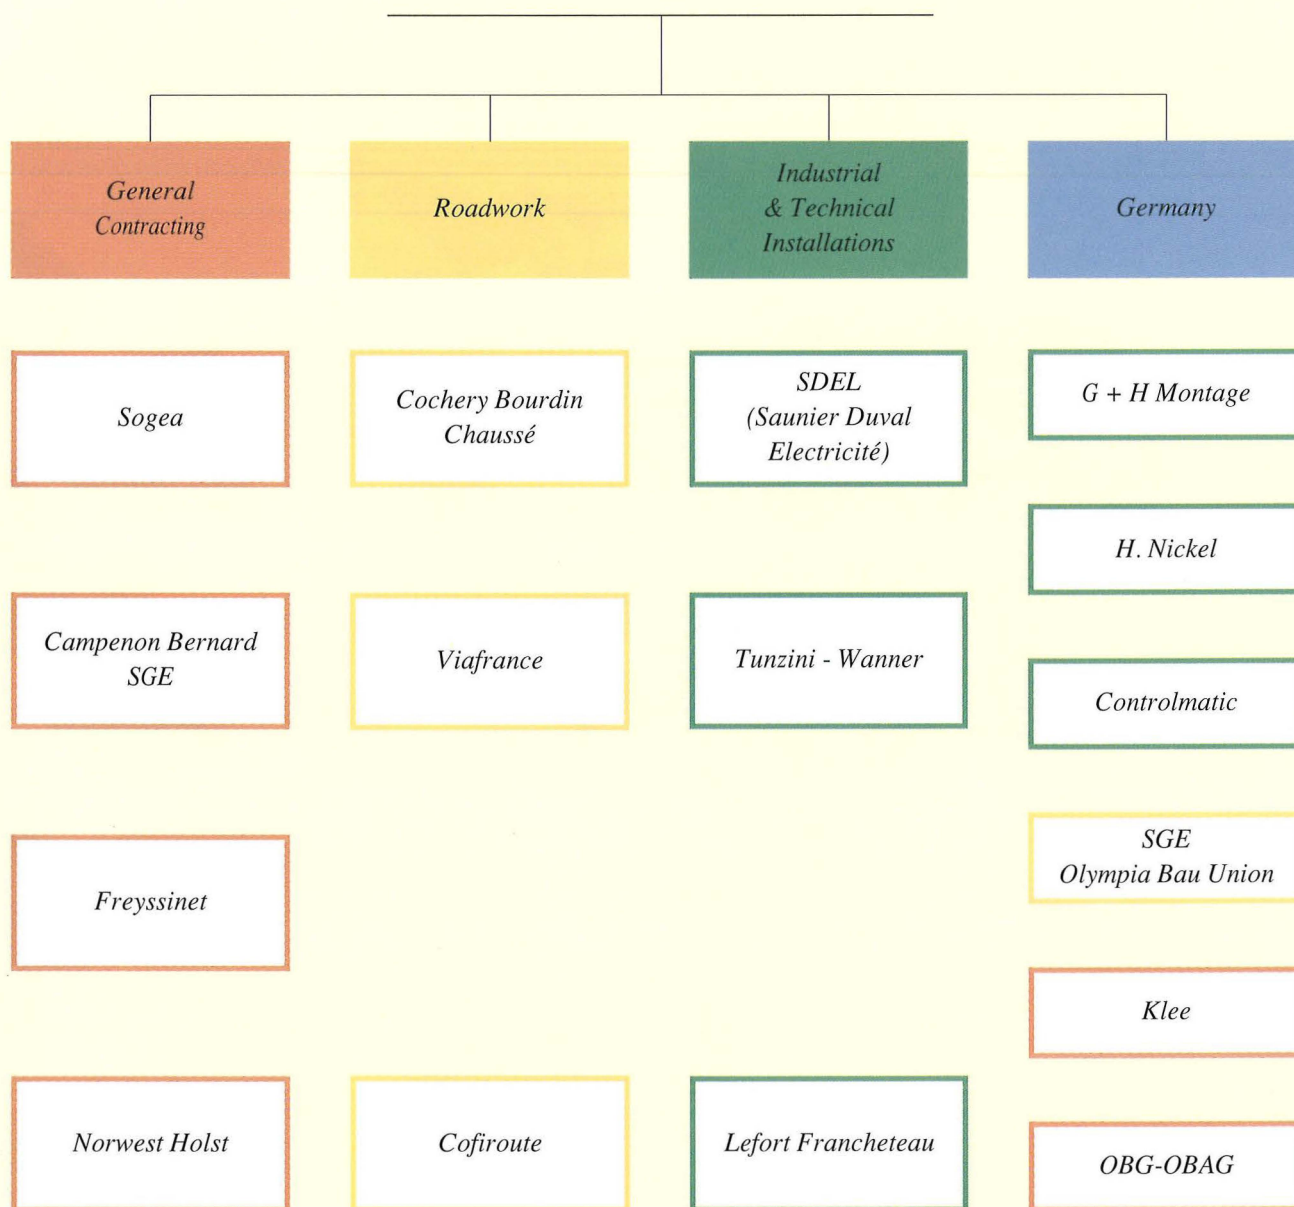 General
Contracting
Roadwork
Industrial
& Technical
Installations
Germany
Sogea
Cochery Bourdin
Chaussé
SDEL
(Saunier Duval
Electricité)
G + H Montage
H. Nickel
Campenon Bernard
SGE
Viafrance
Tunzini - Wanner
Controlmatic
Freyssinet
SGE
Olympia Bau Union
Klee
Norwest Holst
Cofiroute
Lefort Francheteau
OBG-OBAG